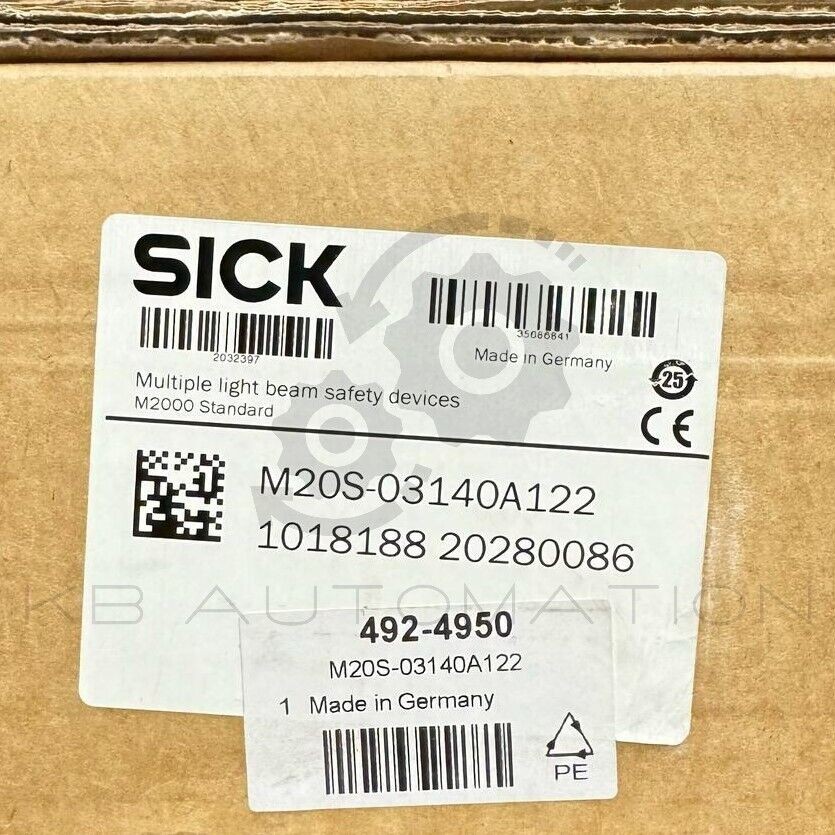 SICK
2032397
35086841
Made in Germany
Multiple light beam safety devices
M2000 Standard
25
CE
M20S-03140A122
1018188 20280086
KB AUTOMATION
492-4950
M20S-03140A122
1 Made in Germany
PE